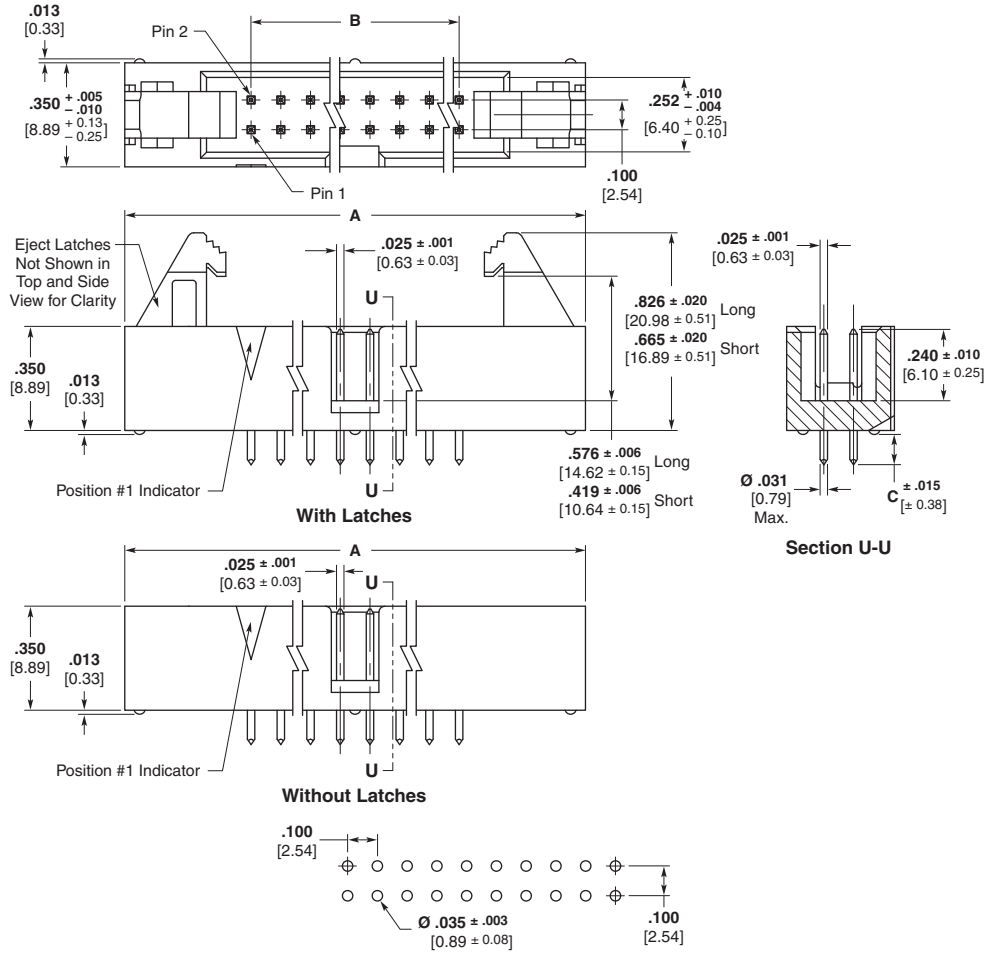 .013
[0.33]
Pin 2
B
.350 + .005 - .010
[8.89 + 0.13 - 0.25]
.252 + .010 - .004
[6.40 + 0.25 - 0.10]
.100
[2.54]
Pin 1
A
Eject Latches
Not Shown in
Top and Side
View for Clarity
.025 ± .001
[0.63 ± 0.03]
U
.826 ± .020
[20.98 ± 0.51] Long
.665 ± .020
[16.89 ± 0.51] Short
.350
[8.89]
.013
[0.33]
.576 ± .006
[14.62 ± 0.15] Long
.419 ± .006
[10.64 ± 0.15] Short
Position #1 Indicator
U
With Latches
.025 ± .001
[0.63 ± 0.03]
.240 ± .010
[6.10 ± 0.25]
Ø .031
[0.79]
Max.
C ± .015
[± 0.38]
Section U-U
A
.025 ± .001
[0.63 ± 0.03]
U
.350
[8.89]
.013
[0.33]
Position #1 Indicator
U
Without Latches
.100
[2.54]
Ø .035 ± .003
[0.89 ± 0.08]
.100
[2.54]